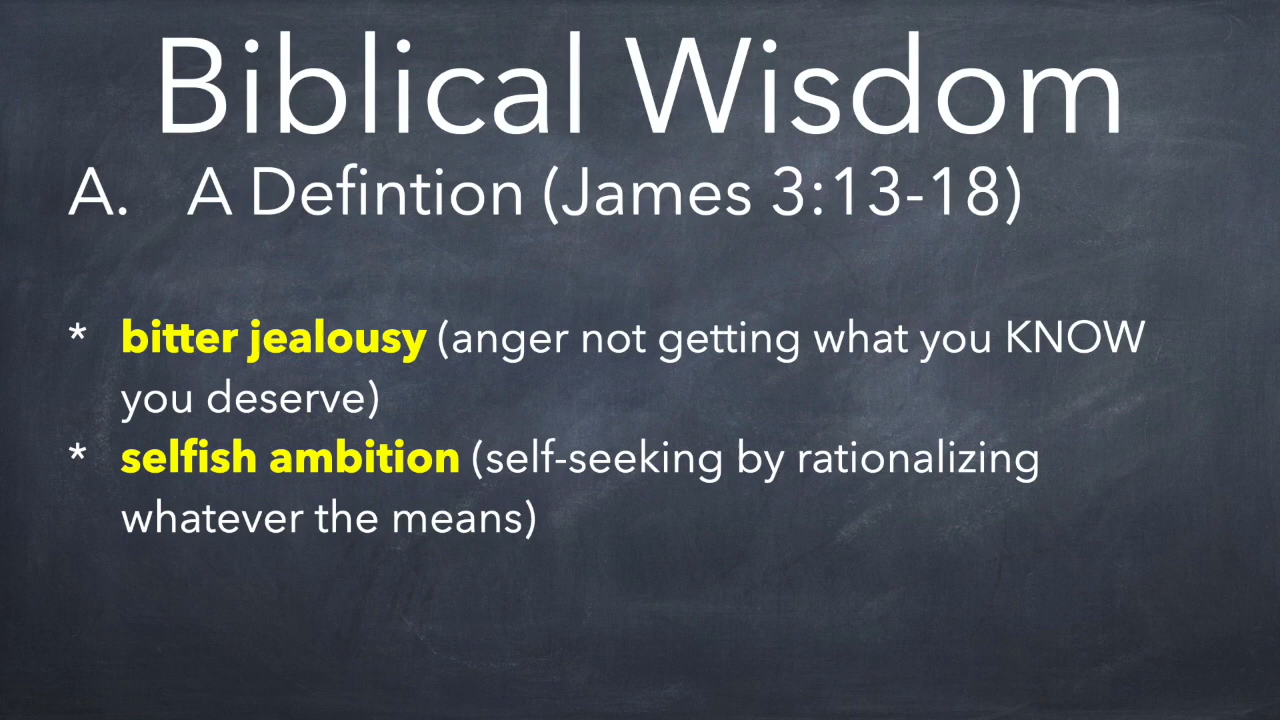 Biblical Wisdom
A. A Defintion (James 3:13-18)
* bitter jealousy (anger not getting what you KNOW
you deserve)
* selfish ambition (self-seeking by rationalizing
whatever the means)